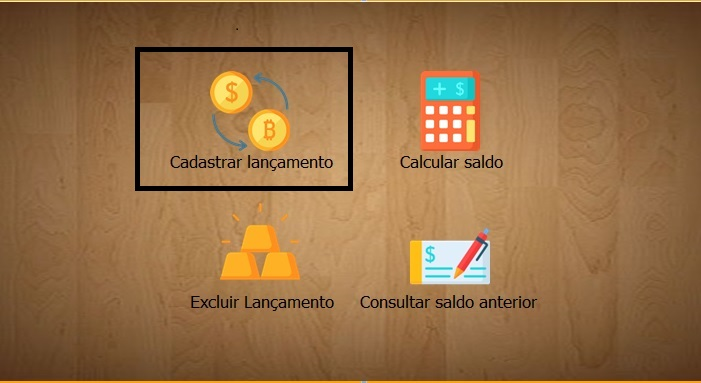 $
₿
Cadastrar lançamento
+ $
Calcular saldo
Excluir Lançamento
$
Consultar saldo anterior